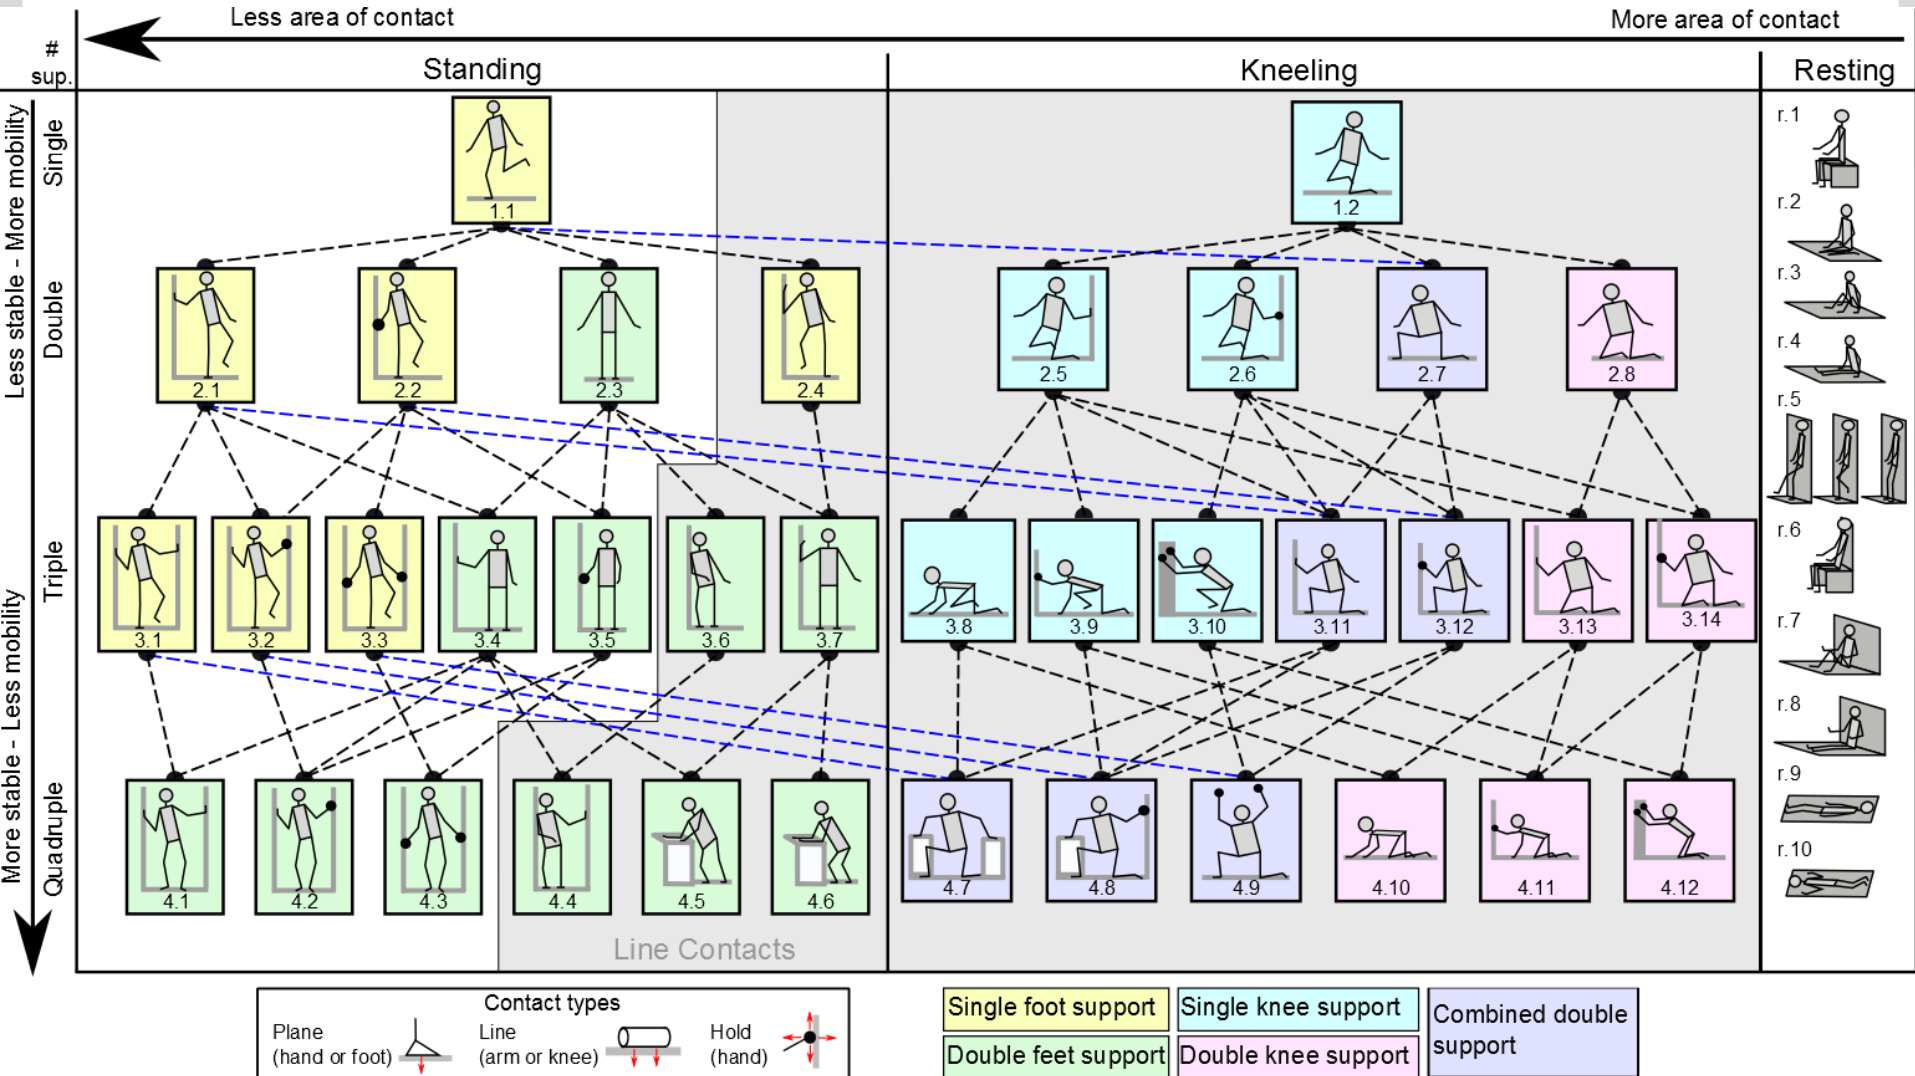 Less area of contact
More area of contact
#
sup.
Standing
Kneeling
Resting
Less stable - More mobility
More stable - Less mobility
Single
Double
Triple
Quadruple
1.1
1.2
2.1
2.2
2.3
2.4
2.5
2.6
2.7
2.8
3.1
3.2
3.3
3.4
3.5
3.6
3.7
3.8
3.9
3.10
3.11
3.12
3.13
3.14
4.1
4.2
4.3
4.4
4.5
4.6
4.7
4.8
4.9
4.10
4.11
4.12
r.1
r.2
r.3
r.4
r.5
r.6
r.7
r.8
r.9
r.10
Line Contacts
Contact types
Plane
(hand or foot)
Line
(arm or knee)
Hold
(hand)
Single foot support
Double feet support
Single knee support
Double knee support
Combined double
support